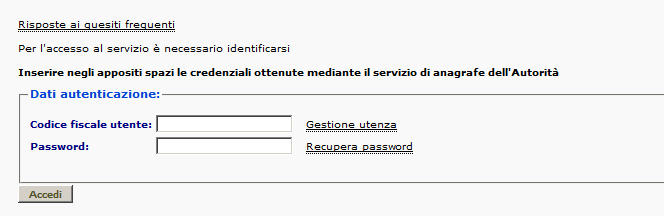 Risposte ai quesiti frequenti
Per l'accesso al servizio è necessario identificarsi
Inserire negli appositi spazi le credenziali ottenute mediante il servizio di anagrafe dell'Autorità
Dati autenticazione:
Codice fiscale utente: Gestione utenza
Password: Recupera password
Accedi